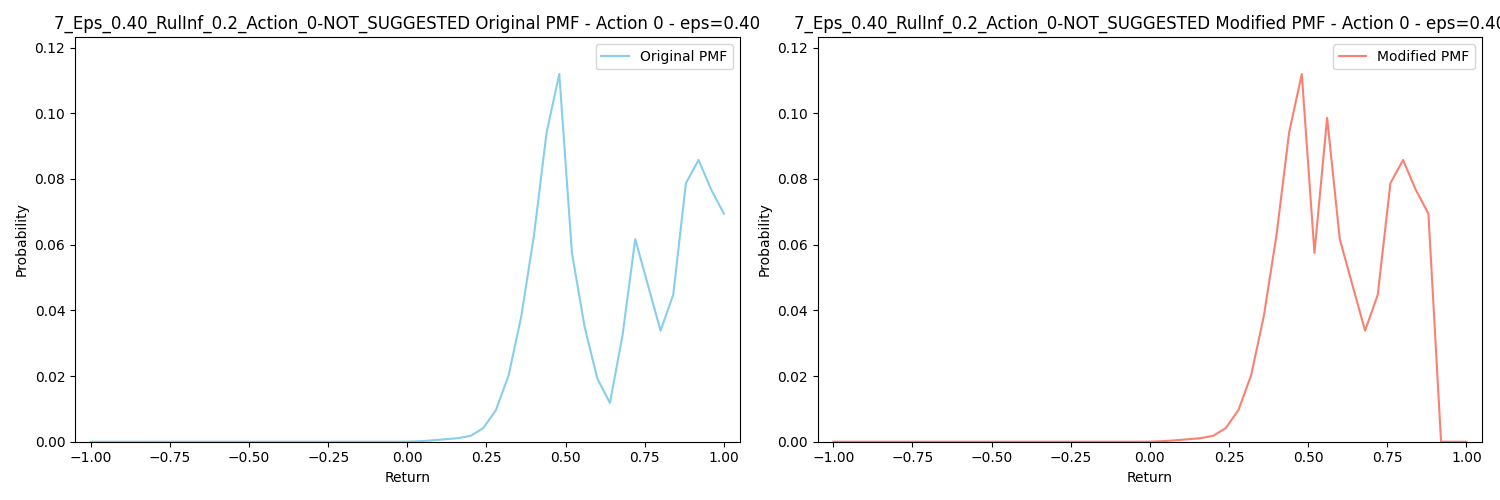 7_Eps_0.40_RulInf_0.2_Action_0-NOT_SUGGESTED Original PMF - Action 0 - eps=0.40
Original PMF
Probability
0.12
0.10
0.08
0.06
0.04
0.02
0.00
−1.00 −0.75 −0.50 −0.25 0.00 0.25 0.50 0.75 1.00
Return
7_Eps_0.40_RulInf_0.2_Action_0-NOT_SUGGESTED Modified PMF - Action 0 - eps=0.40
Modified PMF
Probability
0.12
0.10
0.08
0.06
0.04
0.02
0.00
−1.00 −0.75 −0.50 −0.25 0.00 0.25 0.50 0.75 1.00
Return